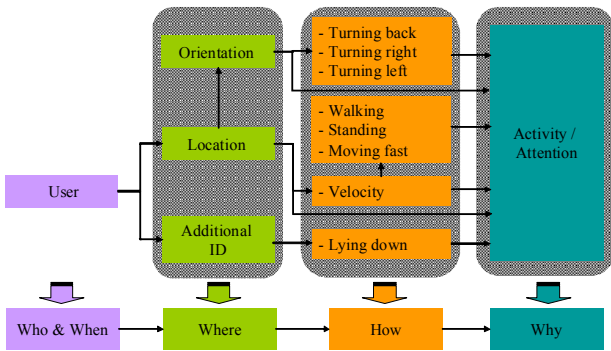 Orientation
- Turning back
- Turning right
- Turning left
Location
- Walking
- Standing
- Moving fast
Activity /
Attention
User
- Velocity
Additional
ID
- Lying down
Who & When
Where
How
Why